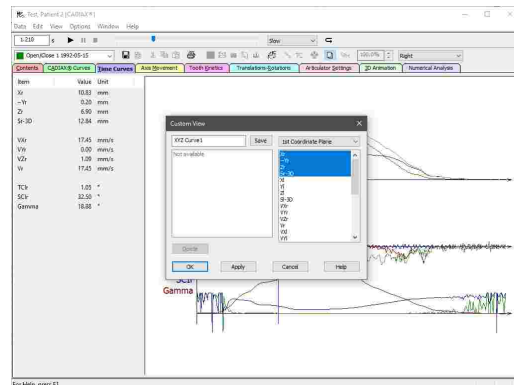 Test, Patient 2 [CADIAX®]
Data Edit View Options Window Help
1.210 s Slow
Open/Close 1 1992-05-15 100.0% Right
Contents CADIAX® Curves Time Curves Axis Movement Tooth Kinetics Translations-Rotations Articulator Settings 3D Animation Numerical Analysis
Item Value Unit
Xr 10.83 mm
-Yr 0.20 mm
Zr 6.90 mm
Sr-3D 12.84 mm
VXr 17.45 mm/s
VYr 0.00 mm/s
VZr 1.09 mm/s
Vr 17.45 mm/s
TCIr 1.05 °
SCIr 32.50 °
Gamma 18.88 °
Custom View
XYZ Curve1 Save 1st Coordinate Plane
Not available
Xr
-Yr
Zr
Sr-3D
Xl
Yl
Zl
Sl-3D
VXr
VYr
VZr
Vr
VXl
VYl
Delete
OK Apply Cancel Help
SCIr
Gamma
For Help, press F1